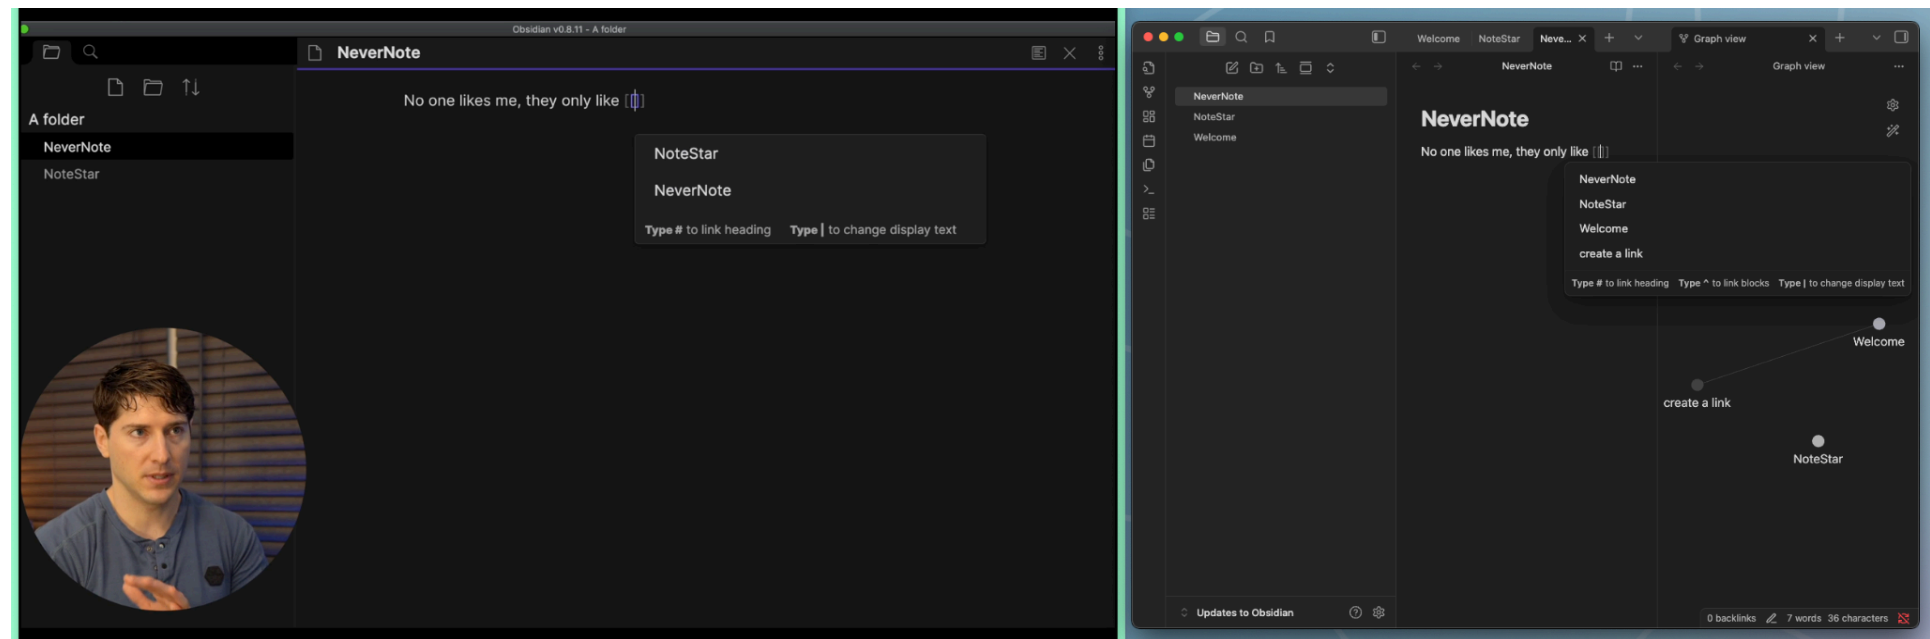 Obsidian v0.8.11 - A folder
NeverNote
No one likes me, they only like [[]]
A folder
NeverNote
NoteStar
NoteStar
NeverNote
Type # to link heading Type | to change display text
Welcome NoteStar Neve... Graph view
NeverNote
Graph view
NeverNote
NoteStar
Welcome
NeverNote
No one likes me, they only like [[]]
NeverNote
NoteStar
Welcome
create a link
Type # to link heading Type ^ to link blocks Type | to change display text
Welcome
create a link
NoteStar
Updates to Obsidian
0 backlinks 7 words 36 characters